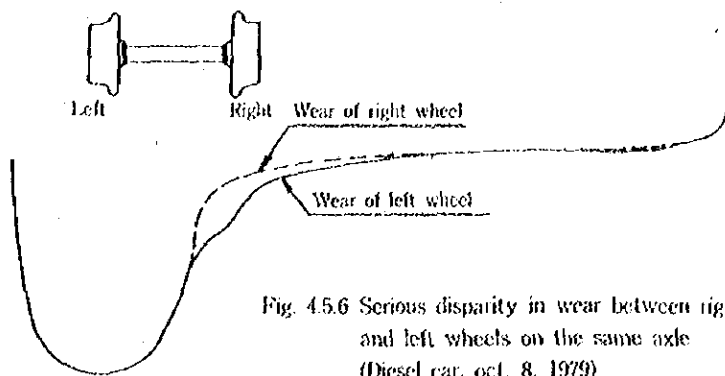 Left
Right
Wear of right wheel
Wear of left wheel
Fig. 4.5.6 Serious disparity in wear between rig
and left wheels on the same axle
(Diesel car, oct. 8, 1979)